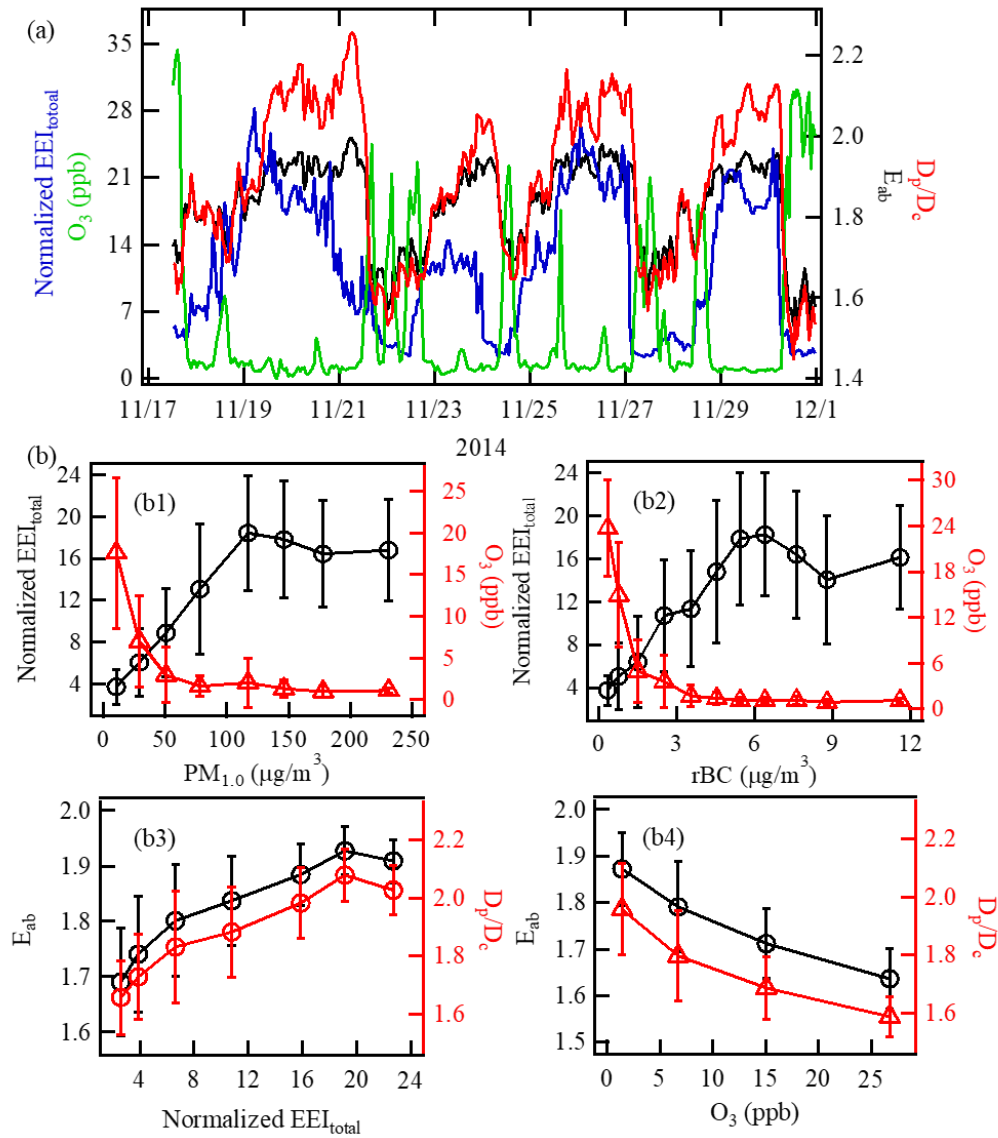 (a)
35
28
21
14
7
0
Normalized EEI_totoal
O_3 (ppb)
2.2
2.0
1.8
1.6
1.4
D_p/D_c
E_ab
11/17 11/19 11/21 11/23 11/25 11/27 11/29 12/1
2014
(b)
(b1)
24
20
16
12
8
4
Normalized EEI_total
25
20
15
10
5
0
O_3 (ppb)
0 50 100 150 200 250
PM_1.0 (μg/m^3)
(b2)
24
20
16
12
8
4
Normalized EEI_total
30
24
18
12
6
0
O_3 (ppb)
0 3 6 9 12
rBC (μg/m^3)
(b3)
2.0
1.9
1.8
1.7
1.6
E_ab
2.2
2.0
1.8
1.6
D_p/D_c
4 8 12 16 20 24
Normalized EEI_total
(b4)
2.0
1.9
1.8
1.7
1.6
1.5
E_ab
2.2
2.0
1.8
1.6
D_p/D_c
0 5 10 15 20 25
O_3 (ppb)